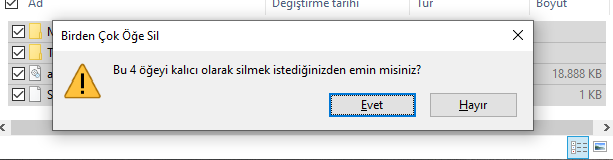 Ad Değiştirme tarihi Tür Boyut
Birden Çok Öğe Sil
Bu 4 öğeyi kalıcı olarak silmek istediğinizden emin misiniz?
18.888 KB
Evet Hayır
1 KB